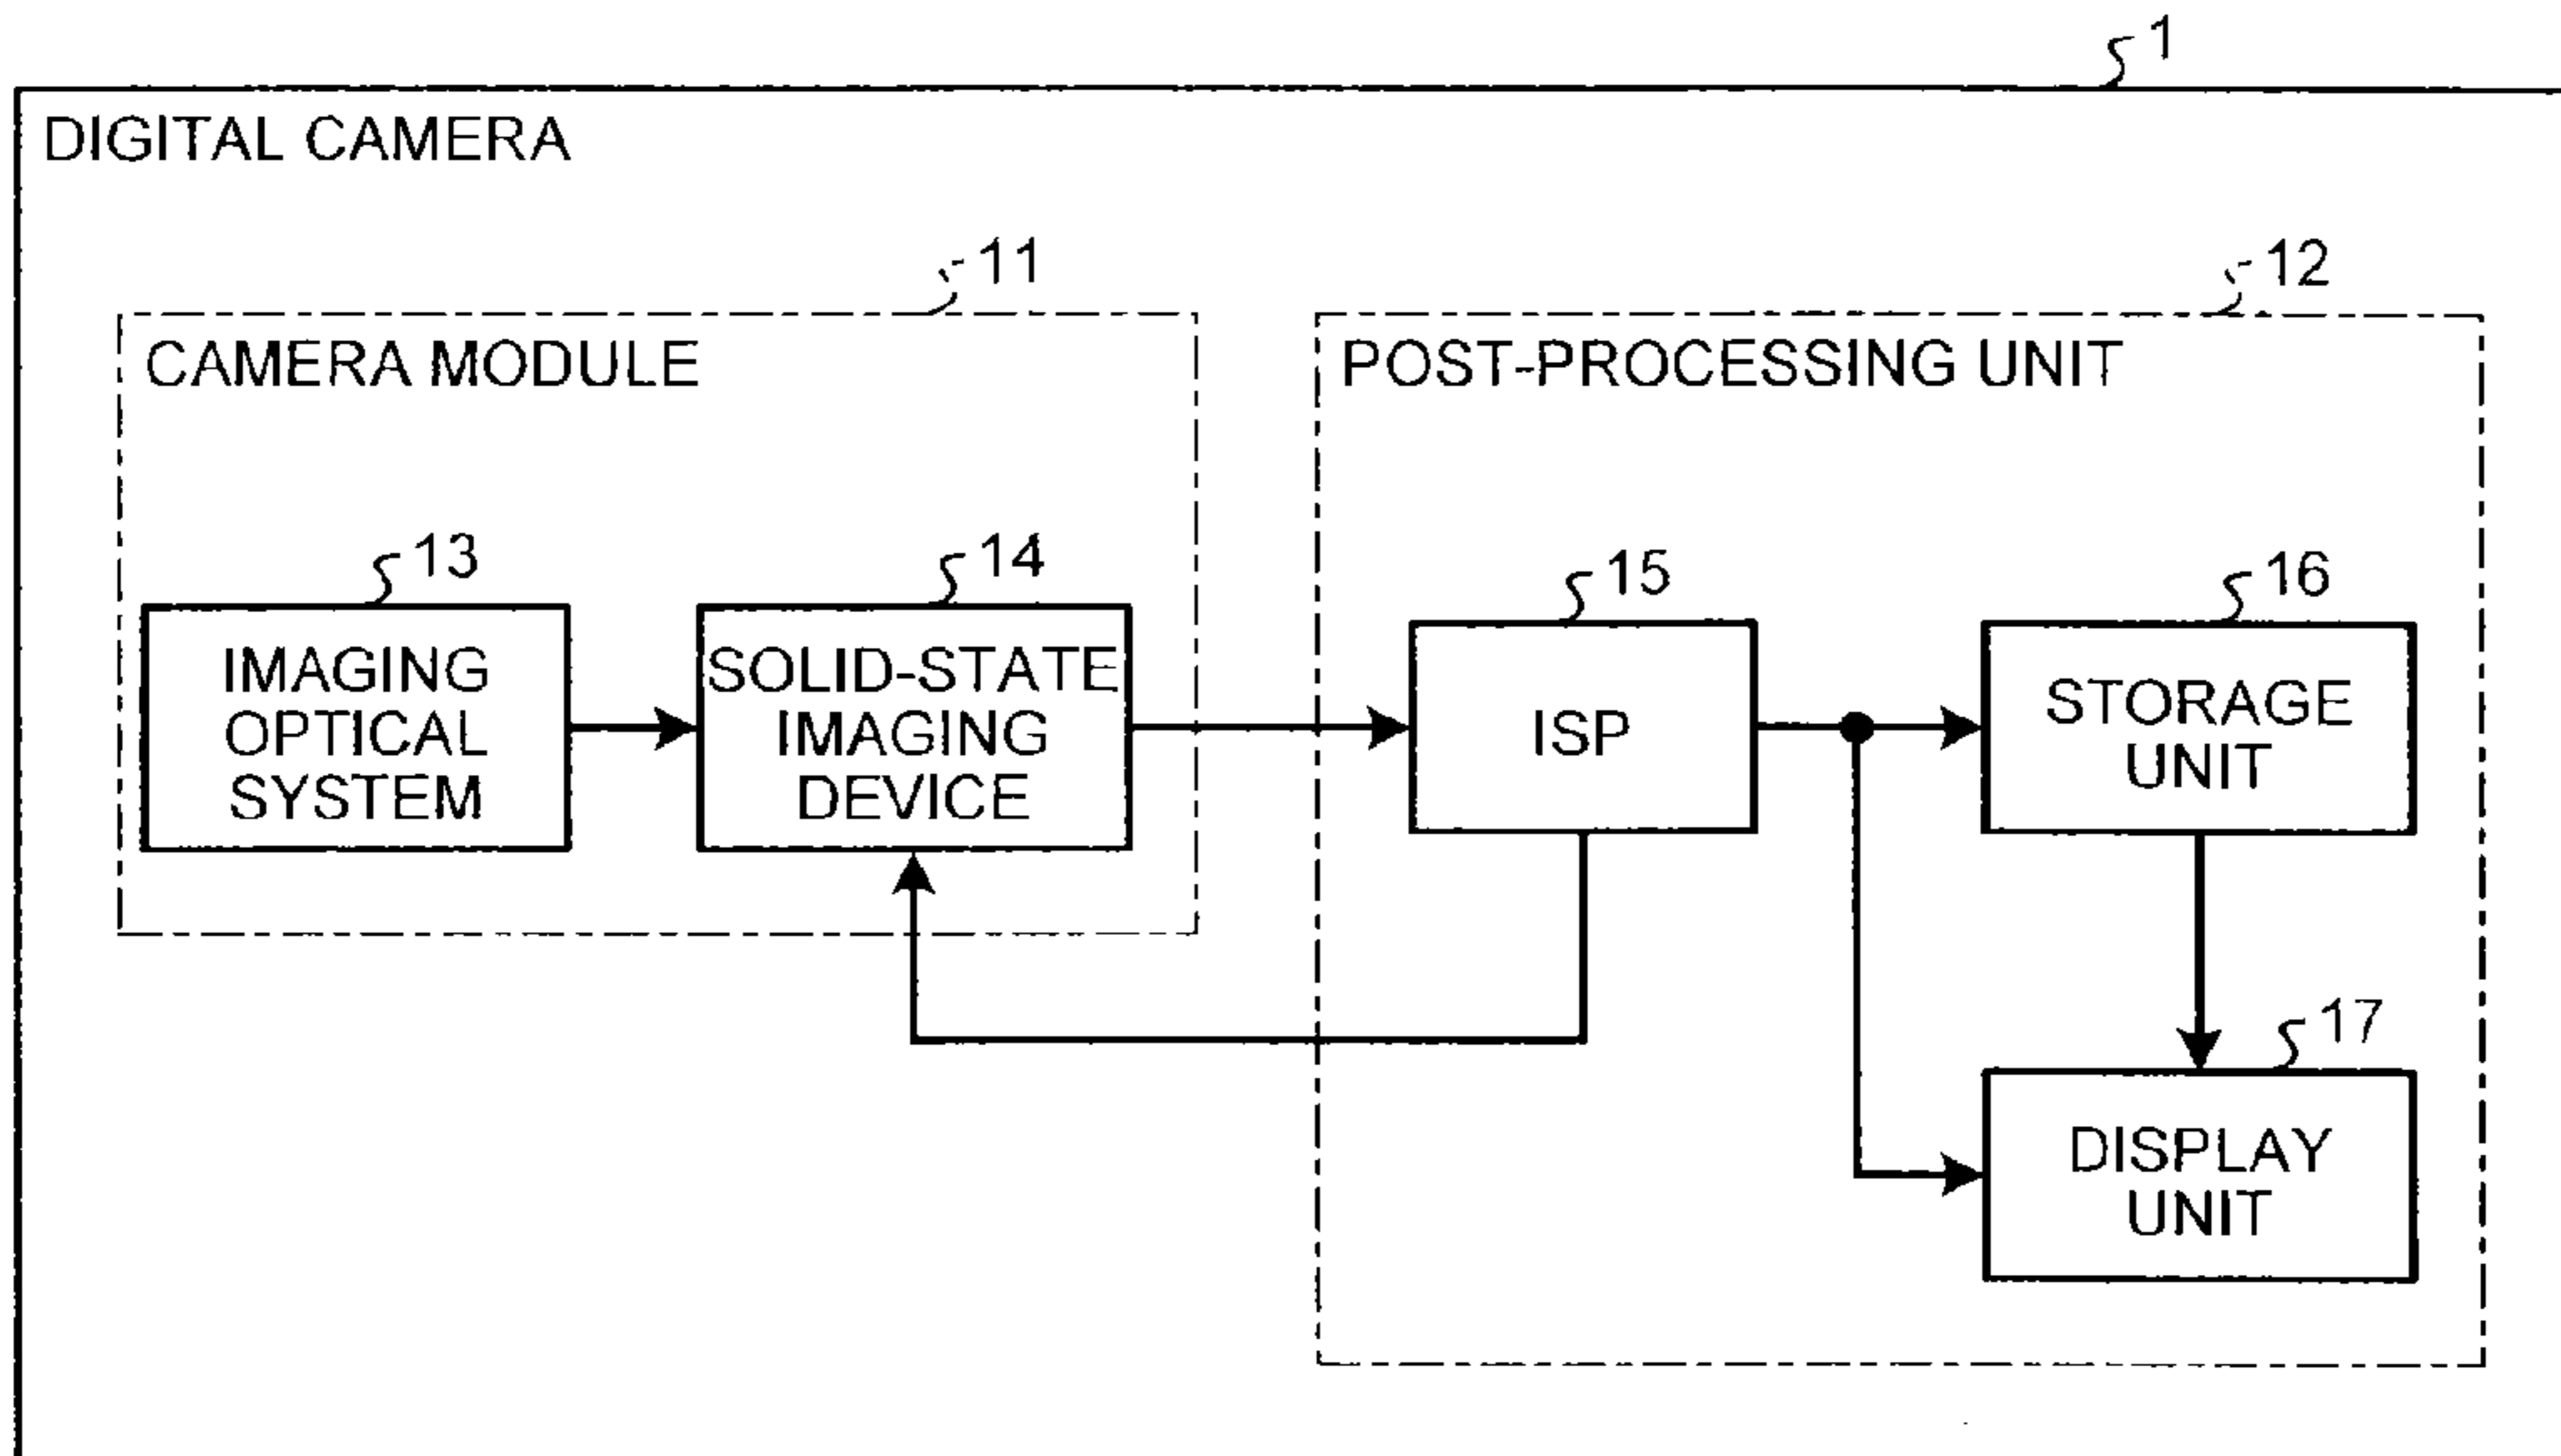 1
DIGITAL CAMERA
11
12
CAMERA MODULE
POST-PROCESSING UNIT
13
14
15
16
IMAGING
OPTICAL
SYSTEM
SOLID-STATE
IMAGING
DEVICE
ISP
STORAGE
UNIT
17
DISPLAY
UNIT